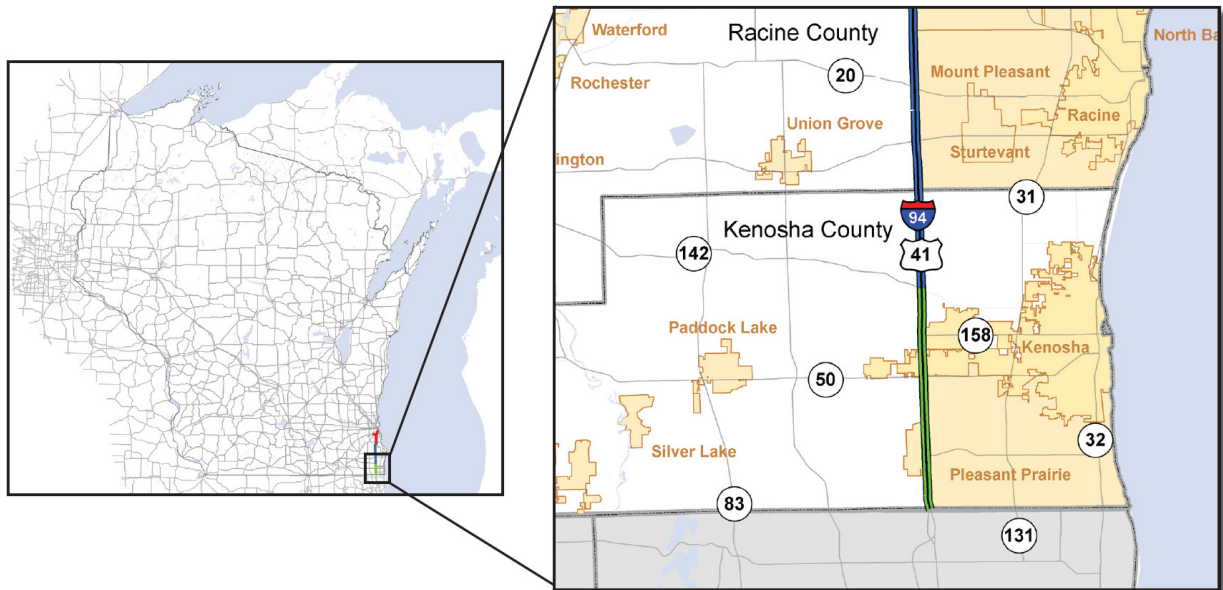 Waterford
Racine County
North Ba
20
Mount Pleasant
Rochester
Racine
Union Grove
ington
Sturtevant
31
94
Kenosha County
41
142
Paddock Lake
158
Kenosha
50
32
Silver Lake
Pleasant Prairie
83
131